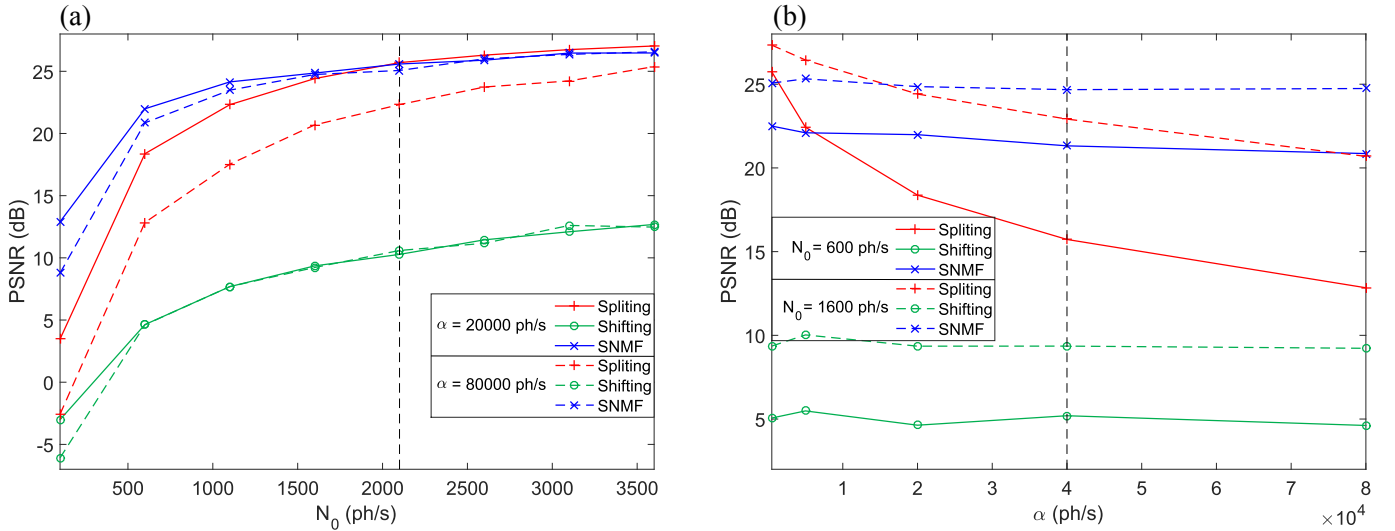 (a)
25
20
15
10
5
0
-5
PSNR (dB)
500 1000 1500 2000 2500 3000 3500
N0 (ph/s)
α = 20000 ph/s
Spliting
Shifting
SNMF
α = 80000 ph/s
Spliting
Shifting
SNMF
(b)
25
20
15
10
5
PSNR (dB)
1 2 3 4 5 6 7 8
×10^4
α (ph/s)
N0 = 600 ph/s
Spliting
Shifting
SNMF
N0 = 1600 ph/s
Spliting
Shifting
SNMF